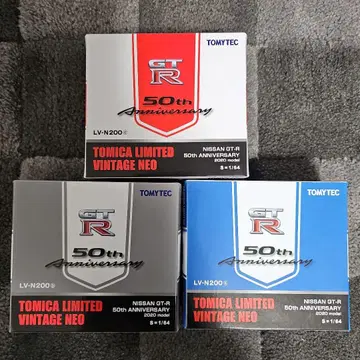 TOMYTEC
GT
R
50th
Anniversary
LV-N200
TOMICA LIMITED
VINTAGE NEO
NISSAN GT-R
50th ANNIVERSARY
2020 model
S=1/64
TOMYTEC
GT
R
50th
Anniversary
LV-N200
TOMICA LIMITED
VINTAGE NEO
NISSAN GT-R
50th ANNIVERSARY
2020 model
S=1/64
TOMYTEC
GT
R
50th
Anniversary
LV-N200
TOMICA LIMITED
VINTAGE NEO
NISSAN GT-R
50th ANNIVERSARY
2020 model
S=1/64